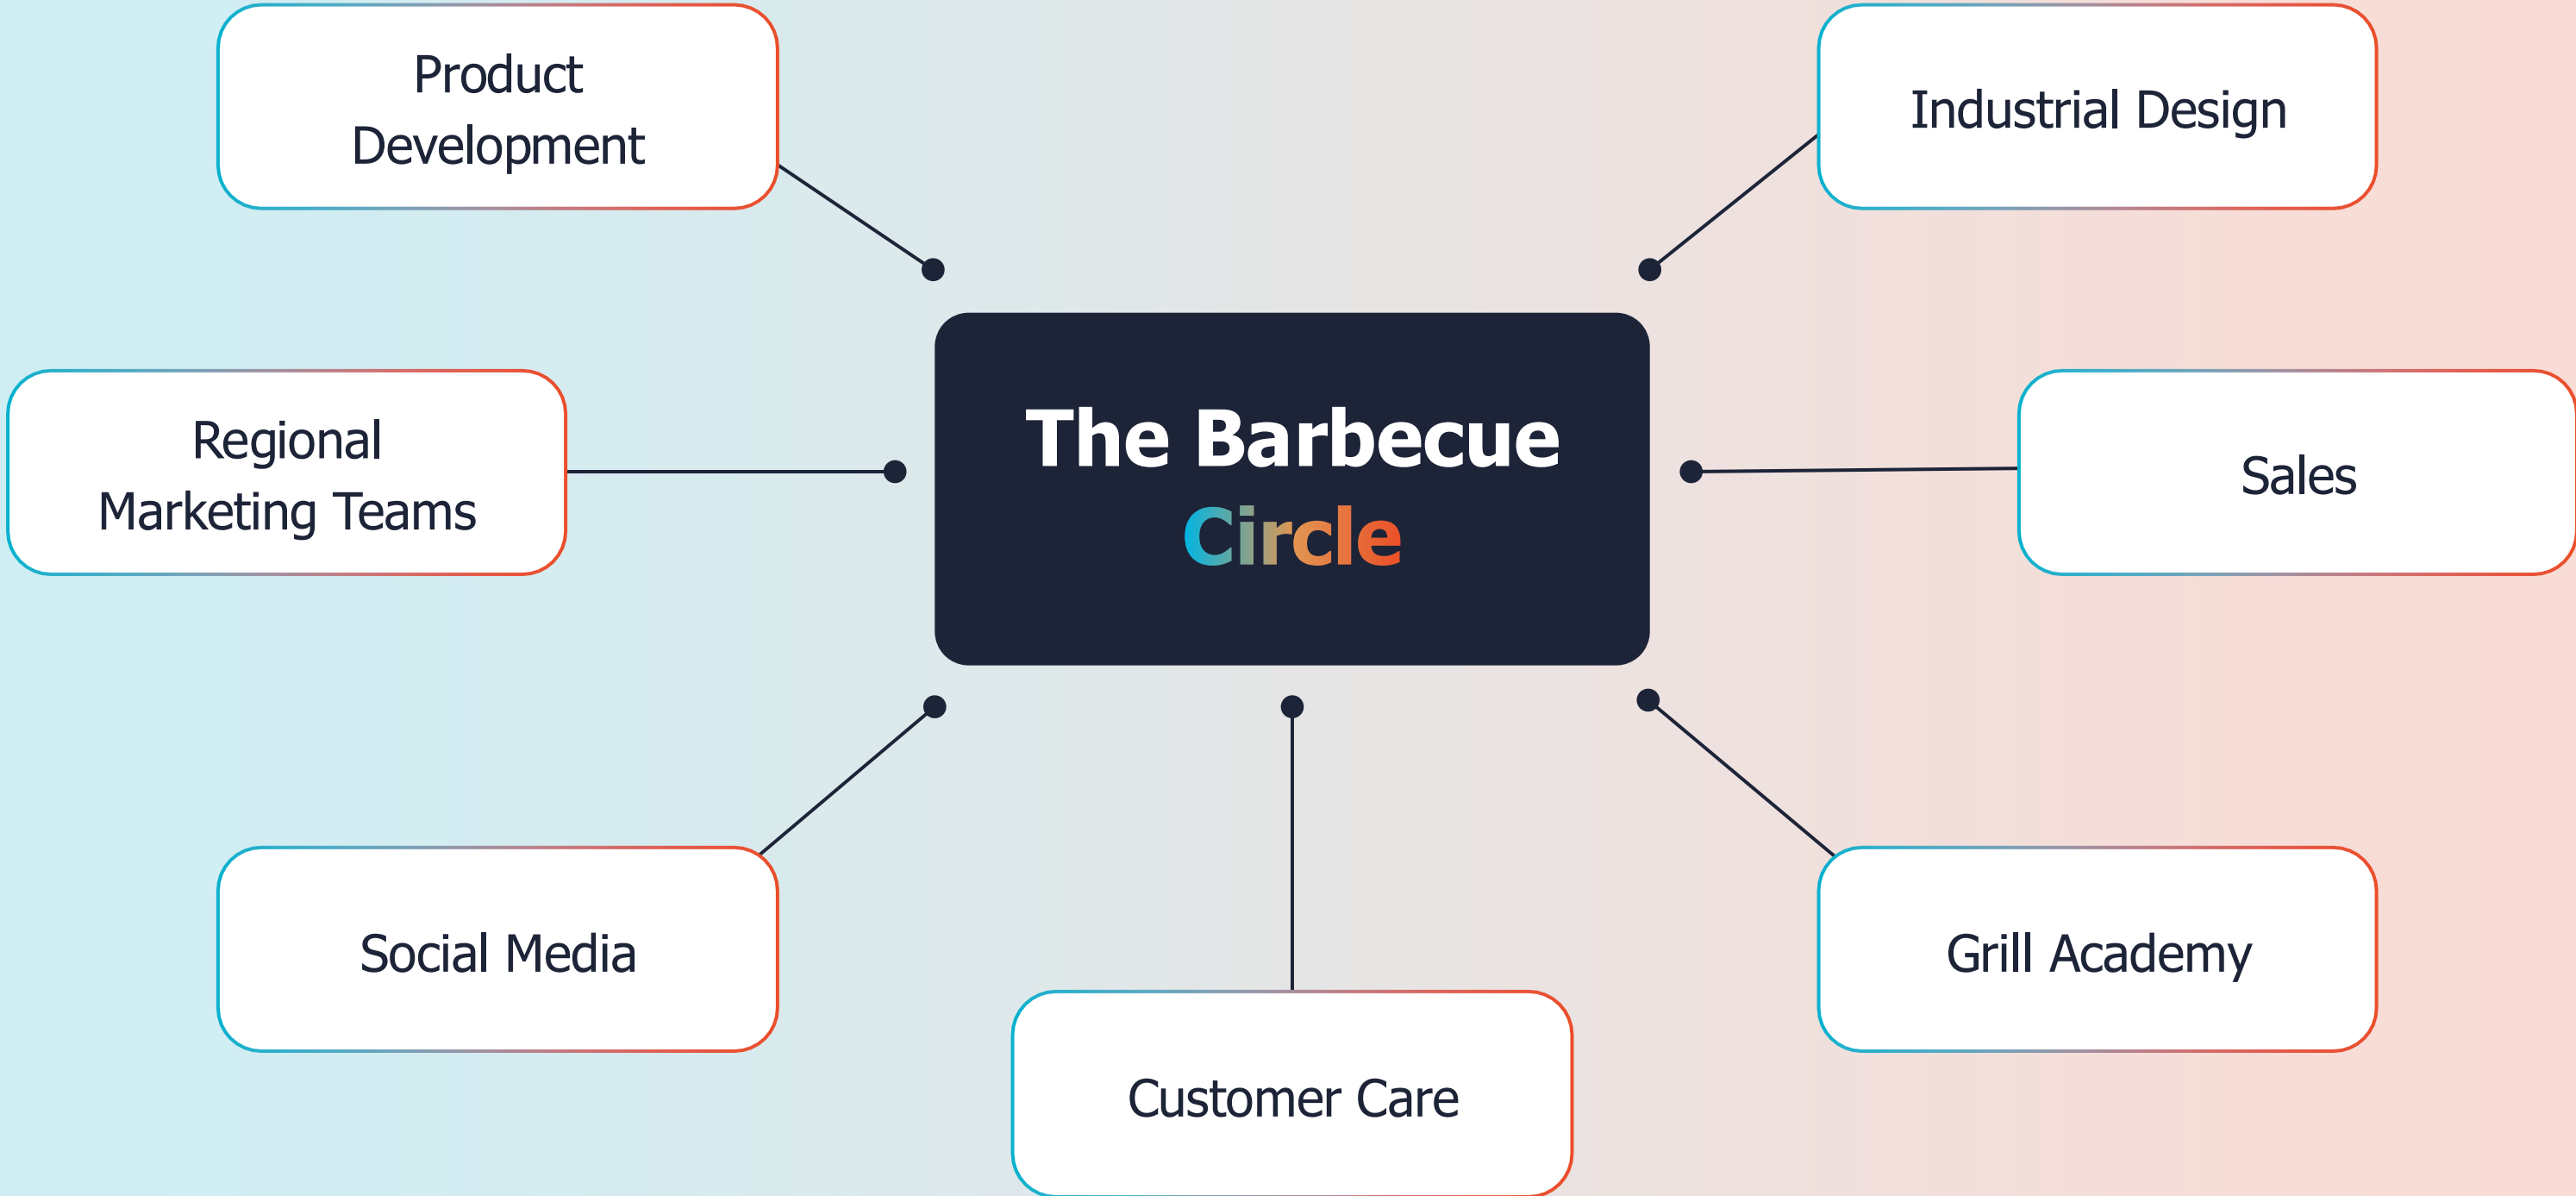 Product
Development
Industrial Design
The Barbecue
Circle
Regional
Marketing Teams
Sales
Social Media
Grill Academy
Customer Care